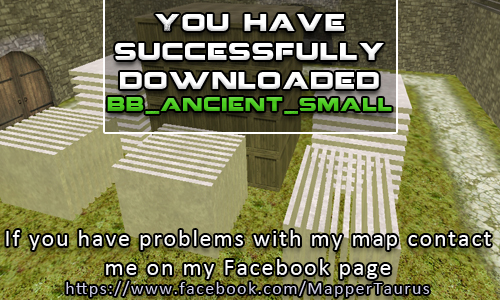 YOU HAVE
SUCCESSFULLY
DOWNLOADED
BB_ANCIENT_SMALL
If you have problems with my map contact
me on my Facebook page
https://www.facebook.com/MapperTaurus